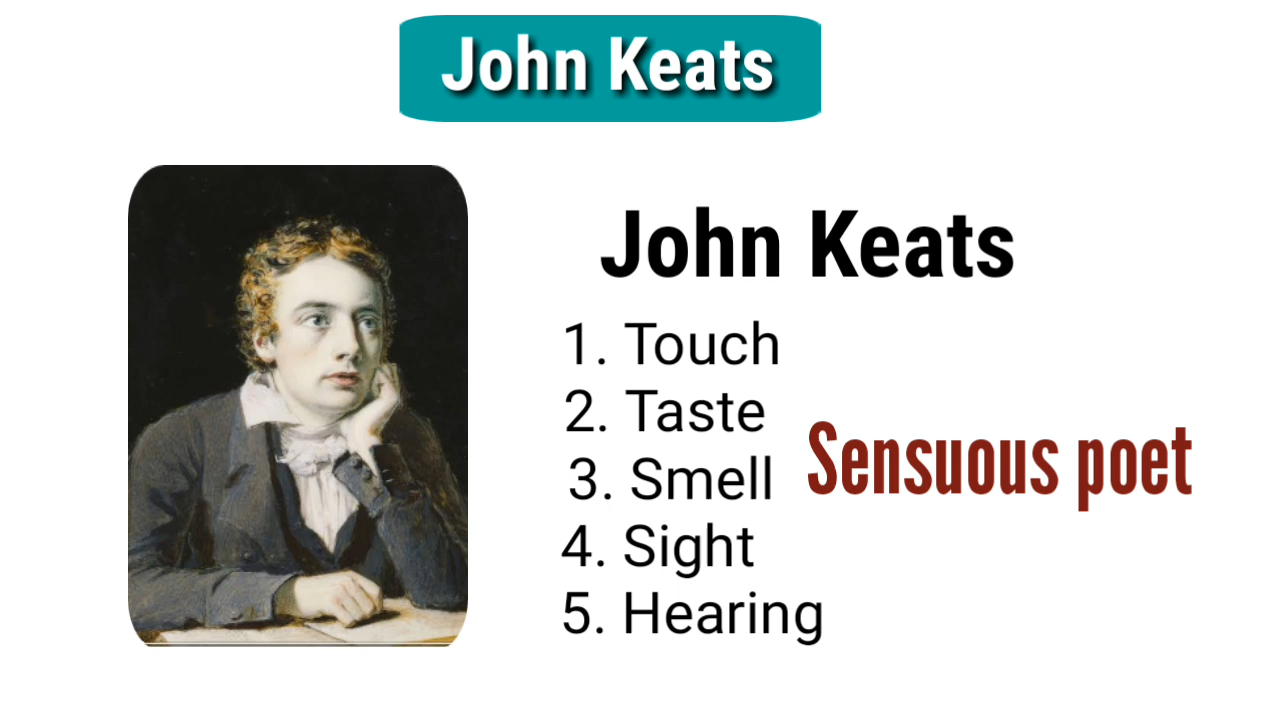 John Keats
John Keats
1. Touch
2. Taste
3. Smell
Sensuous poet
4. Sight
5. Hearing